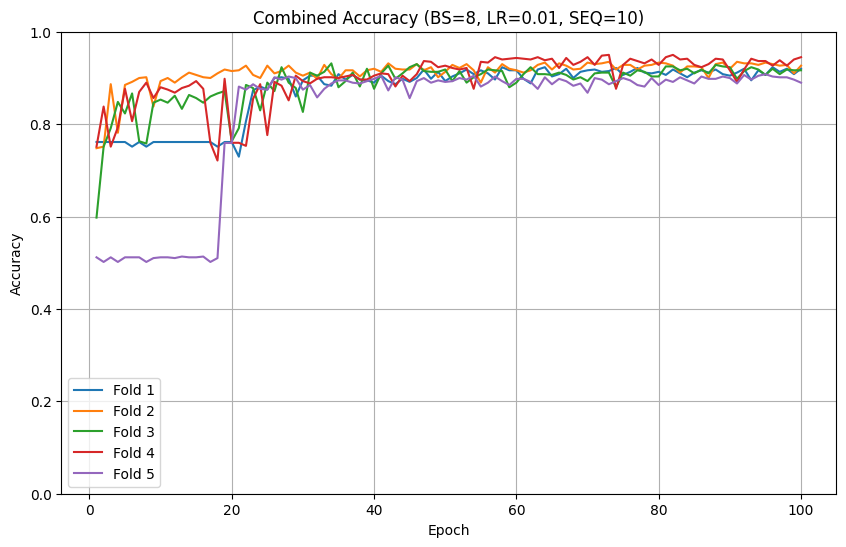 Combined Accuracy (BS=8, LR=0.01, SEQ=10)
Accuracy
1.0
0.8
0.6
0.4
0.2
0.0
Fold 1
Fold 2
Fold 3
Fold 4
Fold 5
0 20 40 60 80 100
Epoch